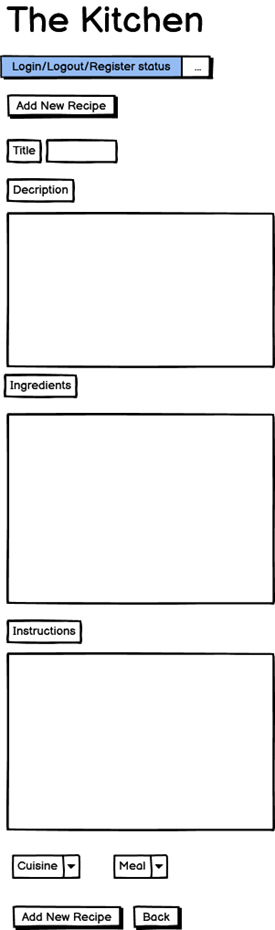 The Kitchen
Login/Logout/Register status ...
Add New Recipe
Title
Decription
Ingredients
Instructions
Cuisine Meal
Add New Recipe Back